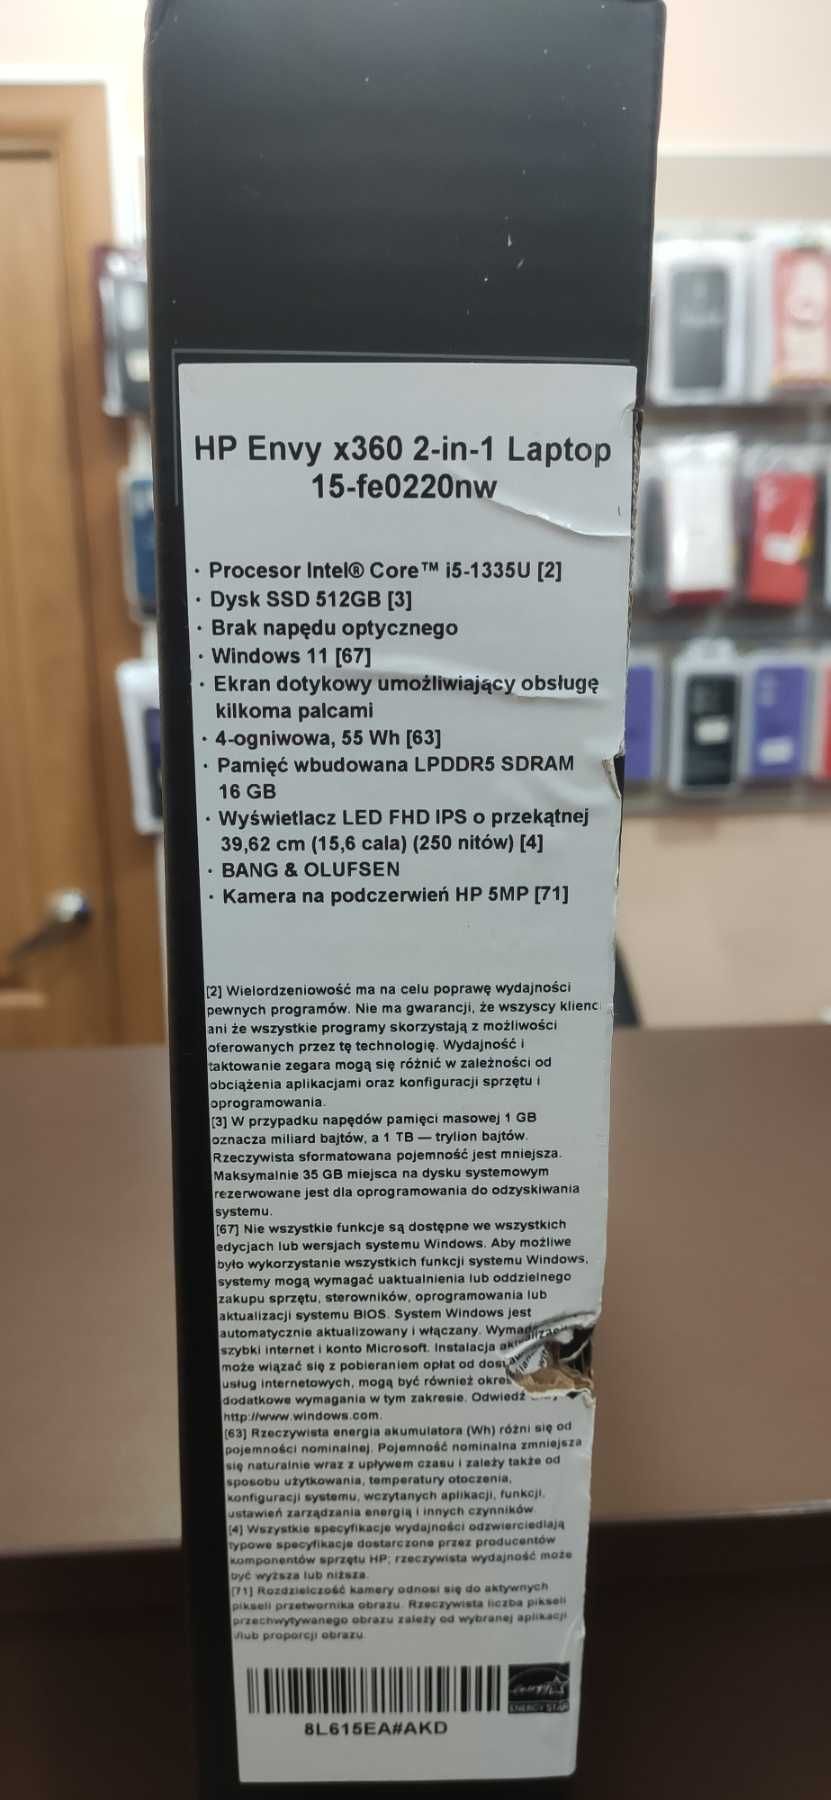 HP Envy x360 2-in-1 Laptop
15-fe0220nw
· Procesor Intel® Core™ i5-1335U [2]
· Dysk SSD 512GB [3]
· Brak napędu optycznego
· Windows 11 [67]
· Ekran dotykowy umożliwiający obsługę
kilkoma palcami
· 4-ogniwowa, 55 Wh [63]
· Pamięć wbudowana LPDDR5 SDRAM
16 GB
· Wyświetlacz LED FHD IPS o przekątnej
39,62 cm (15,6 cala) (250 nitów) [4]
· BANG & OLUFSEN
· Kamera na podczerwień HP 5MP [71]
[2] Wielordzeniowość ma na celu poprawę wydajności
pewnych programów. Nie ma gwarancji, że wszyscy klienc
ani że wszystkie programy skorzystają z możliwości
oferowanych przez tę technologię. Wydajność i
taktowanie zegara mogą się różnić w zależności od
obciążenia aplikacjami oraz konfiguracji sprzętu i
oprogramowania.
[3] W przypadku napędów pamięci masowej 1 GB
oznacza miliard bajtów, a 1 TB — trylion bajtów.
Rzeczywista sformatowana pojemność jest mniejsza.
Maksymalnie 35 GB miejsca na dysku systemowym
rezerwowane jest dla oprogramowania do odzyskiwania
systemu.
[67] Nie wszystkie funkcje są dostępne we wszystkich
edycjach lub wersjach systemu Windows. Aby możliwe
było wykorzystanie wszystkich funkcji systemu Windows,
systemy mogą wymagać uaktualnienia lub oddzielnego
zakupu sprzętu, sterowników, oprogramowania lub
aktualizacji systemu BIOS. System Windows jest
automatycznie aktualizowany i włączany.
szybki internet i konto Microsoft. Instalacja
może wiązać się z pobieraniem opłat od
usług internetowych, mogą być również
dodatkowe wymagania w tym zakresie. Odwiedź
http://www.windows.com.
[63] Rzeczywista energia akumulatora (Wh) różni się od
pojemności nominalnej. Pojemność nominalna zmniejsza
się naturalnie wraz z upływem czasu i zależy także od
sposobu użytkowania, temperatury otoczenia,
konfiguracji systemu, wczytanych aplikacji, funkcji,
ustawień zarządzania energią i innych czynników.
[4] Wszystkie specyfikacje wydajności odzwierciedlają
typowe specyfikacje dostarczone przez producentów
komponentów sprzętu HP; rzeczywista wydajność może
być wyższa lub niższa.
[71] Rozdzielczość kamery odnosi się do aktywnych
pikseli przetwornika obrazu. Rzeczywista liczba pikseli
przechwytywanego obrazu zależy od wybranej aplikacji
i/lub proporcji obrazu.
energy
ENERGY STAR
8L615EA#AKD